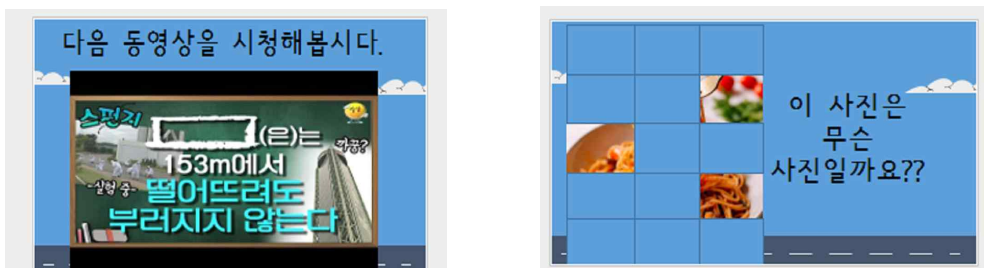 다음 동영상을 시청해봅시다.
스펀지
(은)는
까꿍?
153m에서
-실험 중-
떨어뜨려도
부러지지 않는다
이 사진은
무슨
사진일까요??